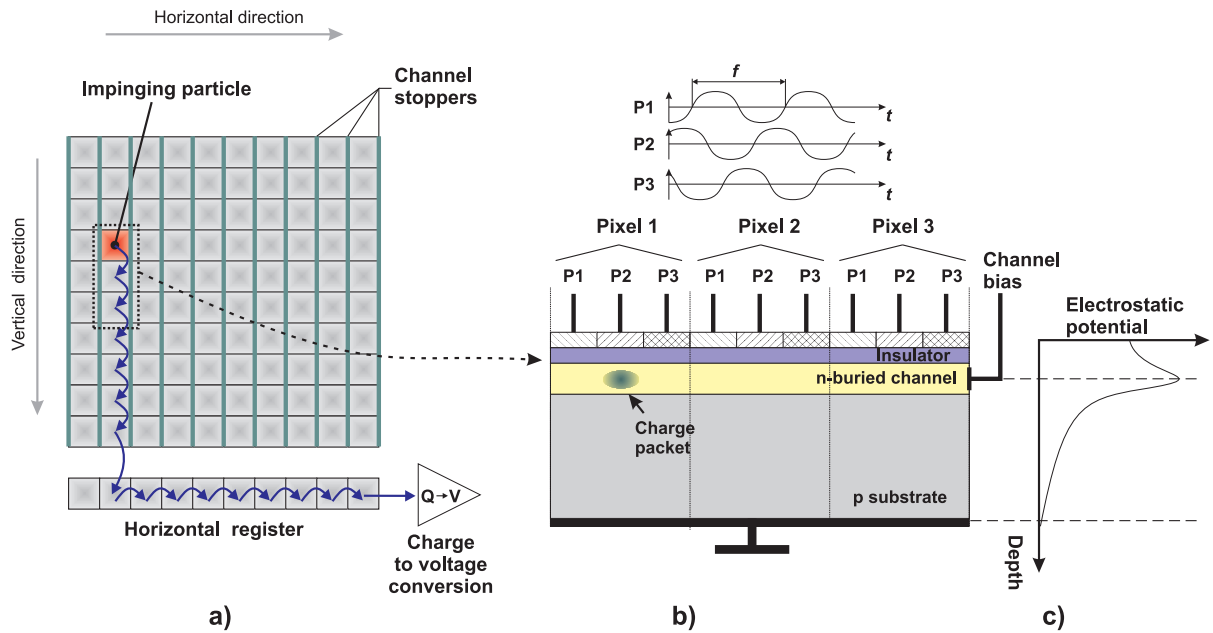 Horizontal direction
Impinging particle
Channel
stoppers
Vertical direction
Horizontal register
Q→V
Charge
to voltage
conversion
a)
f
P1
t
P2
t
P3
t
Pixel 1
Pixel 2
Pixel 3
P1 P2 P3 P1 P2 P3 P1 P2 P3
Channel
bias
Insulator
n-buried channel
Charge
packet
p substrate
b)
Electrostatic
potential
Depth
c)